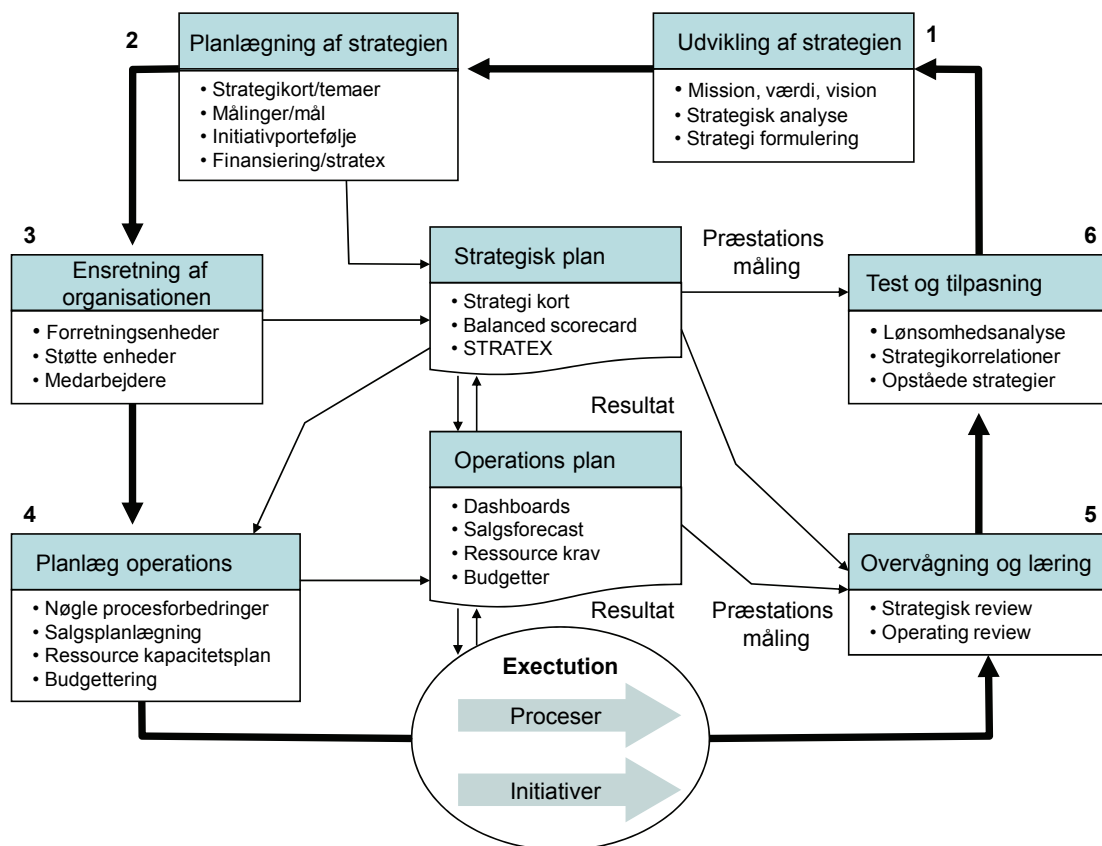 2
Planlægning af strategien
• Strategikort/temaer
• Målinger/mål
• Initiativportefølje
• Finansiering/stratex
Udvikling af strategien
1
• Mission, værdi, vision
• Strategisk analyse
• Strategi formulering
3
Ensretning af
organisationen
• Forretningsenheder
• Støtte enheder
• Medarbejdere
Strategisk plan
• Strategi kort
• Balanced scorecard
• STRATEX
Præstations
måling
6
Test og tilpasning
• Lønsomhedsanalyse
• Strategikorrelationer
• Opståede strategier
Resultat
Operations plan
• Dashboards
• Salgsforecast
• Ressource krav
• Budgetter
4
Planlæg operations
• Nøgle procesforbedringer
• Salgsplanlægning
• Ressource kapacitetsplan
• Budgettering
5
Overvågning og læring
• Strategisk review
• Operating review
Resultat
Præstations
måling
Exectution
Proceser
Initiativer